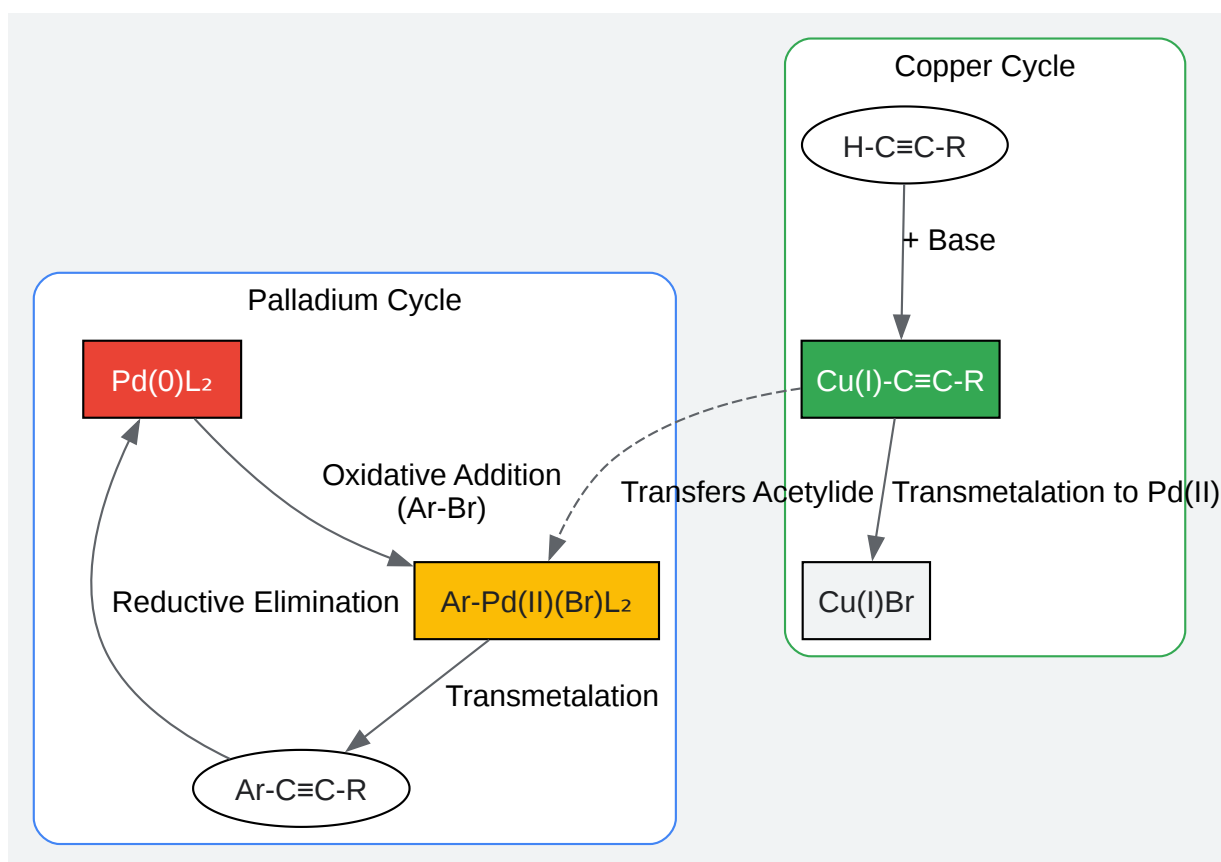 Copper Cycle
H-C≡C-R
+ Base
Palladium Cycle
Pd(0)L₂
Cu(I)-C≡C-R
Oxidative Addition
(Ar-Br)
Transfers Acetylide
Transmetalation to Pd(II)
Reductive Elimination
Ar-Pd(II)(Br)L₂
Cu(I)Br
Transmetalation
Ar-C≡C-R